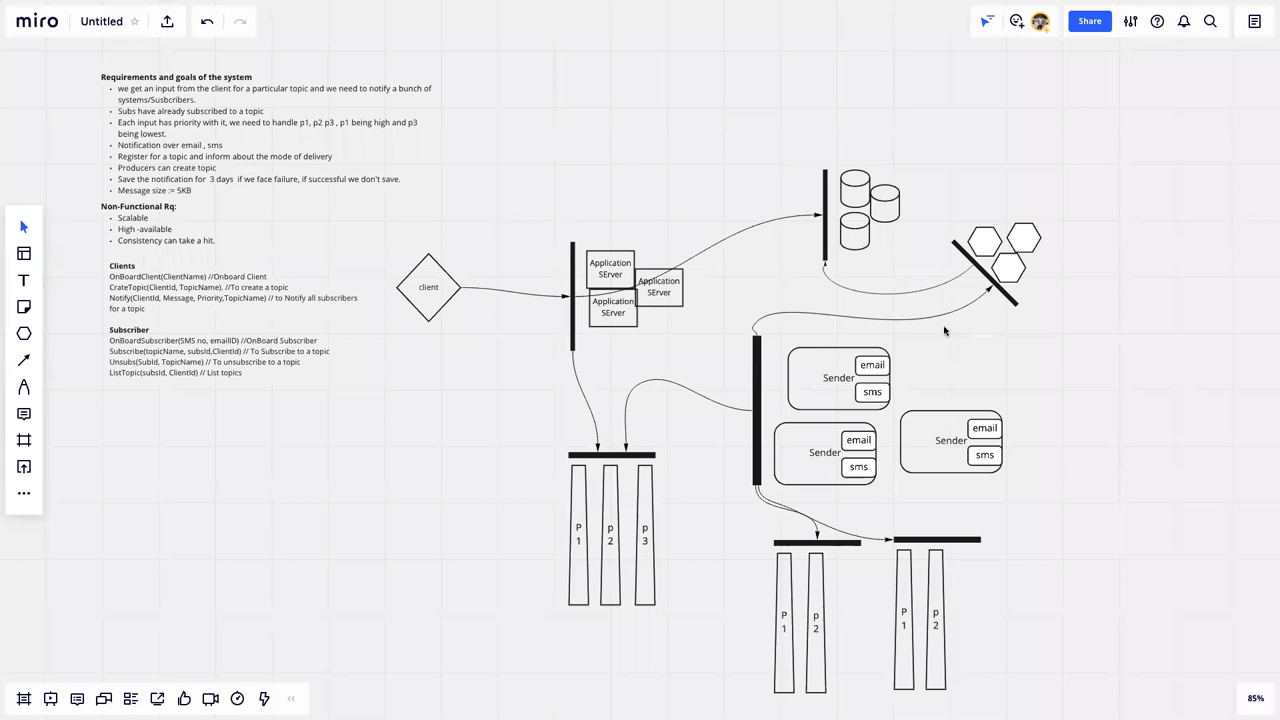 miro
Untitled
Share
Requirements and goals of the system
we get an input from the client for a particular topic and we need to notify a bunch of
systems/Susbcribers.
Subs have already subscribed to a topic
Each input has priority with it, we need to handle p1, p2 p3 , p1 being high and p3
being lowest.
Notification over email , sms
Register for a topic and inform about the mode of delivery
Producers can create topic
Save the notification for 3 days if we face failure, if successful we don't save.
Message size := 5KB
Non-Functional Rq:
Scalable
High -available
Consistency can take a hit.
Clients
OnBoardClient(ClientName) //Onboard Client
CrateTopic(ClientId, TopicName). //To create a topic
Notify(ClientId, Message, Priority,TopicName) // to Notify all subscribers
for a topic
Subscriber
OnBoardSubscriber(SMS no, emailID) //OnBoard Subscriber
Subscribe(topicName, subsId,ClientId) // To Subscribe to a topic
Unsubs(SubId, TopicName) // To unsubscribe to a topic
ListTopic(subsId, ClientId) // List topics
client
Application
SErver
Application
SErver
Application
SErver
Sender
email
sms
Sender
email
sms
Sender
email
sms
P
1
p
2
p
3
P
1
p
2
P
1
p
2
85%